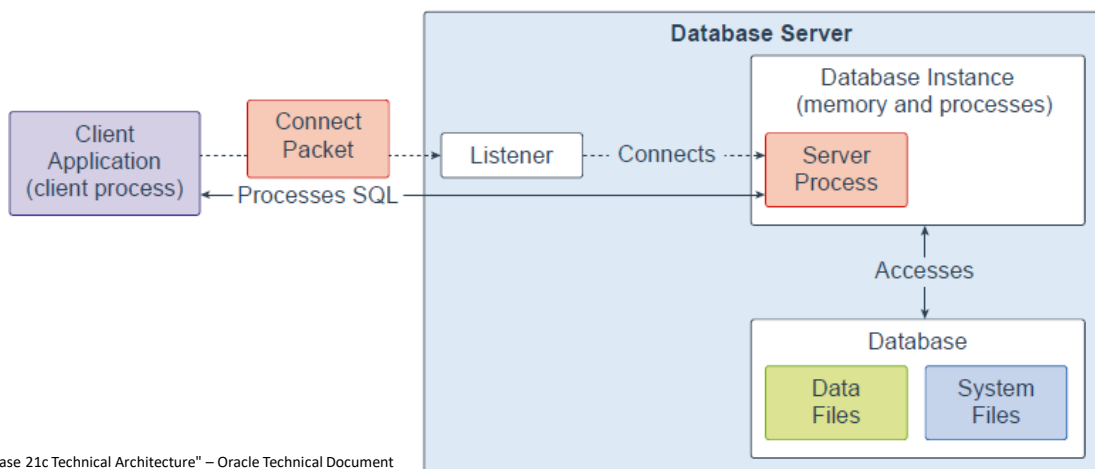 Database Server
Database Instance
(memory and processes)
Client
Application
(client process)
Connect
Packet
Listener
Connects
Server
Process
Processes SQL
Accesses
Database
Data
Files
System
Files
21c Technical Architecture" – Oracle Technical Document